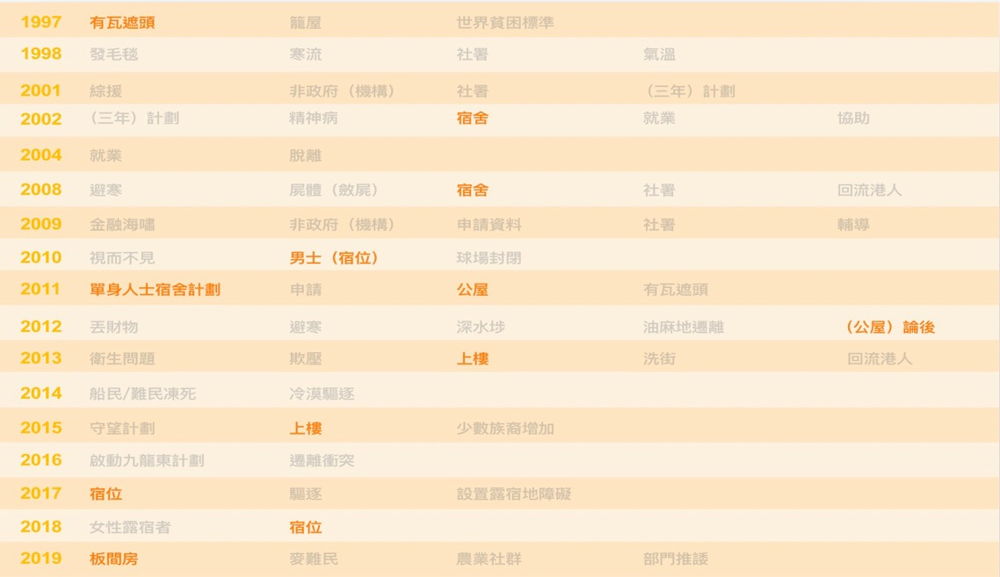 1997 有瓦遮頭 籠屋 世界貧困標準
1998 發毛毯 寒流 社署 氣溫
2001 綜援 非政府（機構） 社署 （三年）計劃
2002 （三年）計劃 精神病 宿舍 就業 協助
2004 就業 脫離
2008 避寒 屍體（斂屍） 宿舍 社署 回流港人
2009 金融海嘯 非政府（機構） 申請資料 社署 輔導
2010 視而不見 男士（宿位） 球場封閉
2011 單身人士宿舍計劃 申請 公屋 有瓦遮頭
2012 丟財物 避寒 深水埗 油麻地遷離 （公屋）論後
2013 衛生問題 欺壓 上樓 洗街 回流港人
2014 船民/難民凍死 冷漠驅逐
2015 守望計劃 上樓 少數族裔增加
2016 啟動九龍東計劃 遷離衝突
2017 宿位 驅逐 設置露宿地障礙
2018 女性露宿者 宿位
2019 板間房 麥難民 農業社群 部門推諉